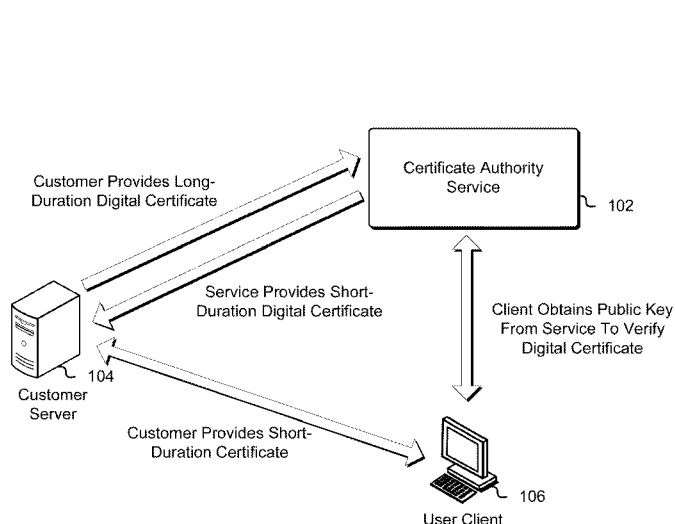 Certificate Authority
Service
102
Customer Provides Long-
Duration Digital Certificate
Service Provides Short-
Duration Digital Certificate
Client Obtains Public Key
From Service To Verify
Digital Certificate
104
Customer
Server
Customer Provides Short-
Duration Certificate
106
User Client